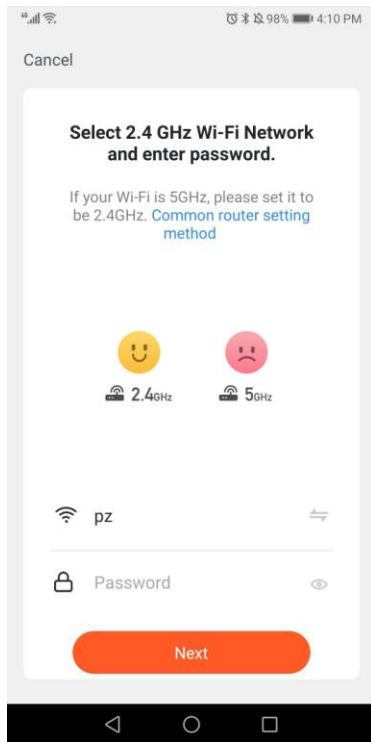 46 98% 4:10 PM
Cancel
Select 2.4 GHz Wi-Fi Network
and enter password.
If your Wi-Fi is 5GHz, please set it to
be 2.4GHz. Common router setting
method
2.4GHz 5GHz
pz
Password
Next